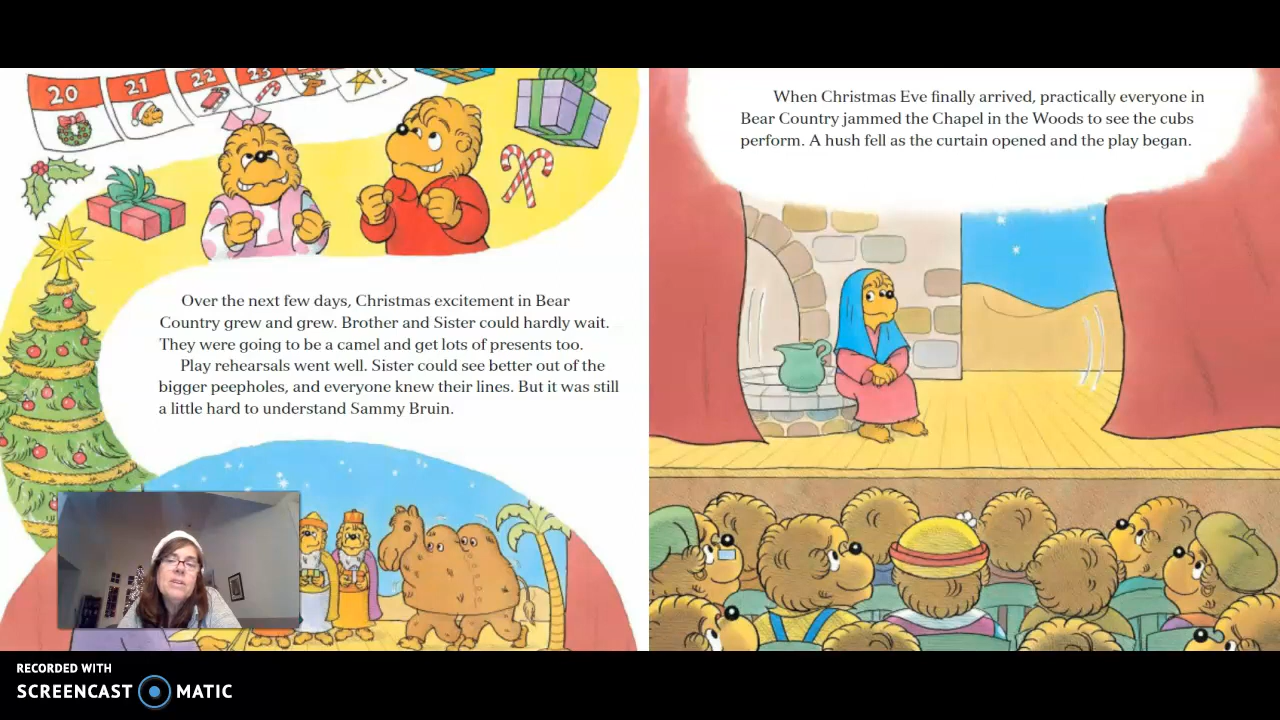 20
21
22
23
Over the next few days, Christmas excitement in Bear
Country grew and grew. Brother and Sister could hardly wait.
They were going to be a camel and get lots of presents too.
Play rehearsals went well. Sister could see better out of the
bigger peepholes, and everyone knew their lines. But it was still
a little hard to understand Sammy Bruin.
When Christmas Eve finally arrived, practically everyone in
Bear Country jammed the Chapel in the Woods to see the cubs
perform. A hush fell as the curtain opened and the play began.
RECORDED WITH
SCREENCAST MATIC